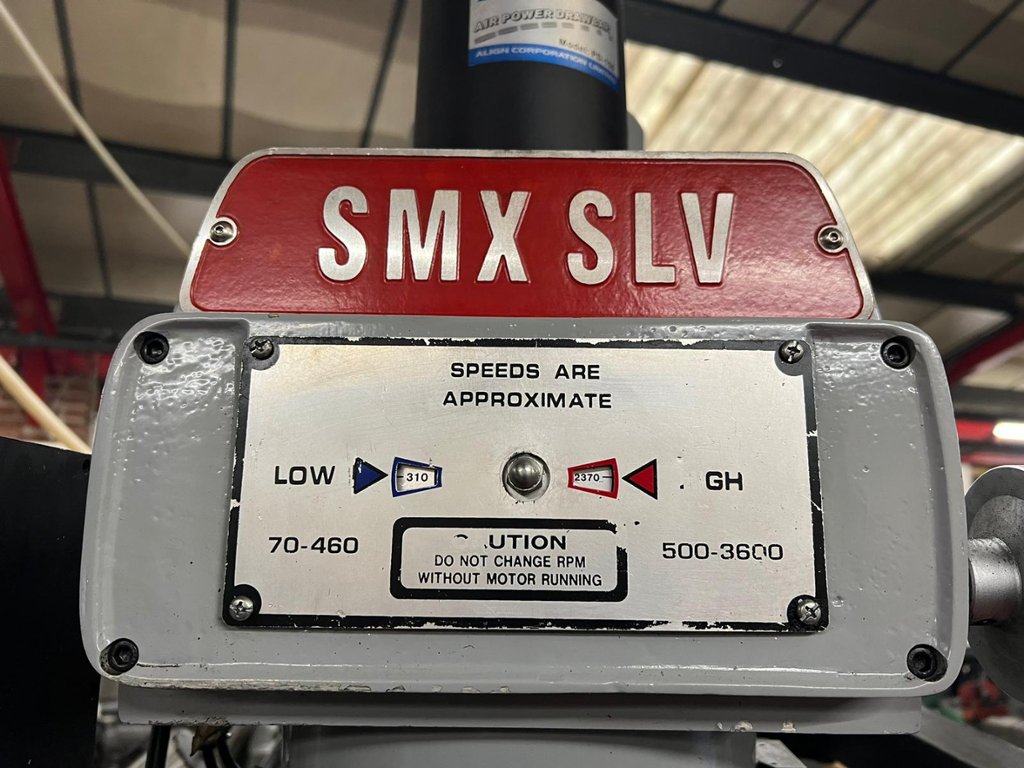 AIR POWER DRAWBAR
ALIGN CORPORATION LIMITED
SMX SLV
SPEEDS ARE
APPROXIMATE
LOW 310 2370 GH
70-460 500-3600
UTION
DO NOT CHANGE RPM
WITHOUT MOTOR RUNNING